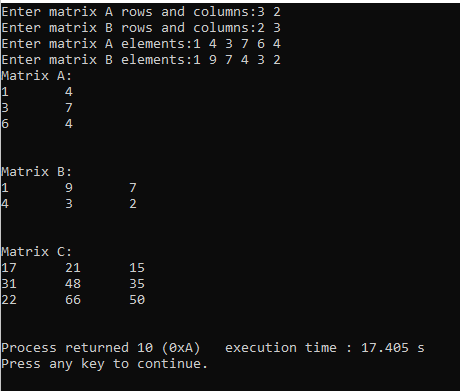 Enter matrix A rows and columns:3 2
Enter matrix B rows and columns:2 3
Enter matrix A elements:1 4 3 7 6 4
Enter matrix B elements:1 9 7 4 3 2
Matrix A:
1 4
3 7
6 4
Matrix B:
1 9 7
4 3 2
Matrix C:
17 21 15
31 48 35
22 66 50
Process returned 10 (0xA) execution time : 17.405 s
Press any key to continue.